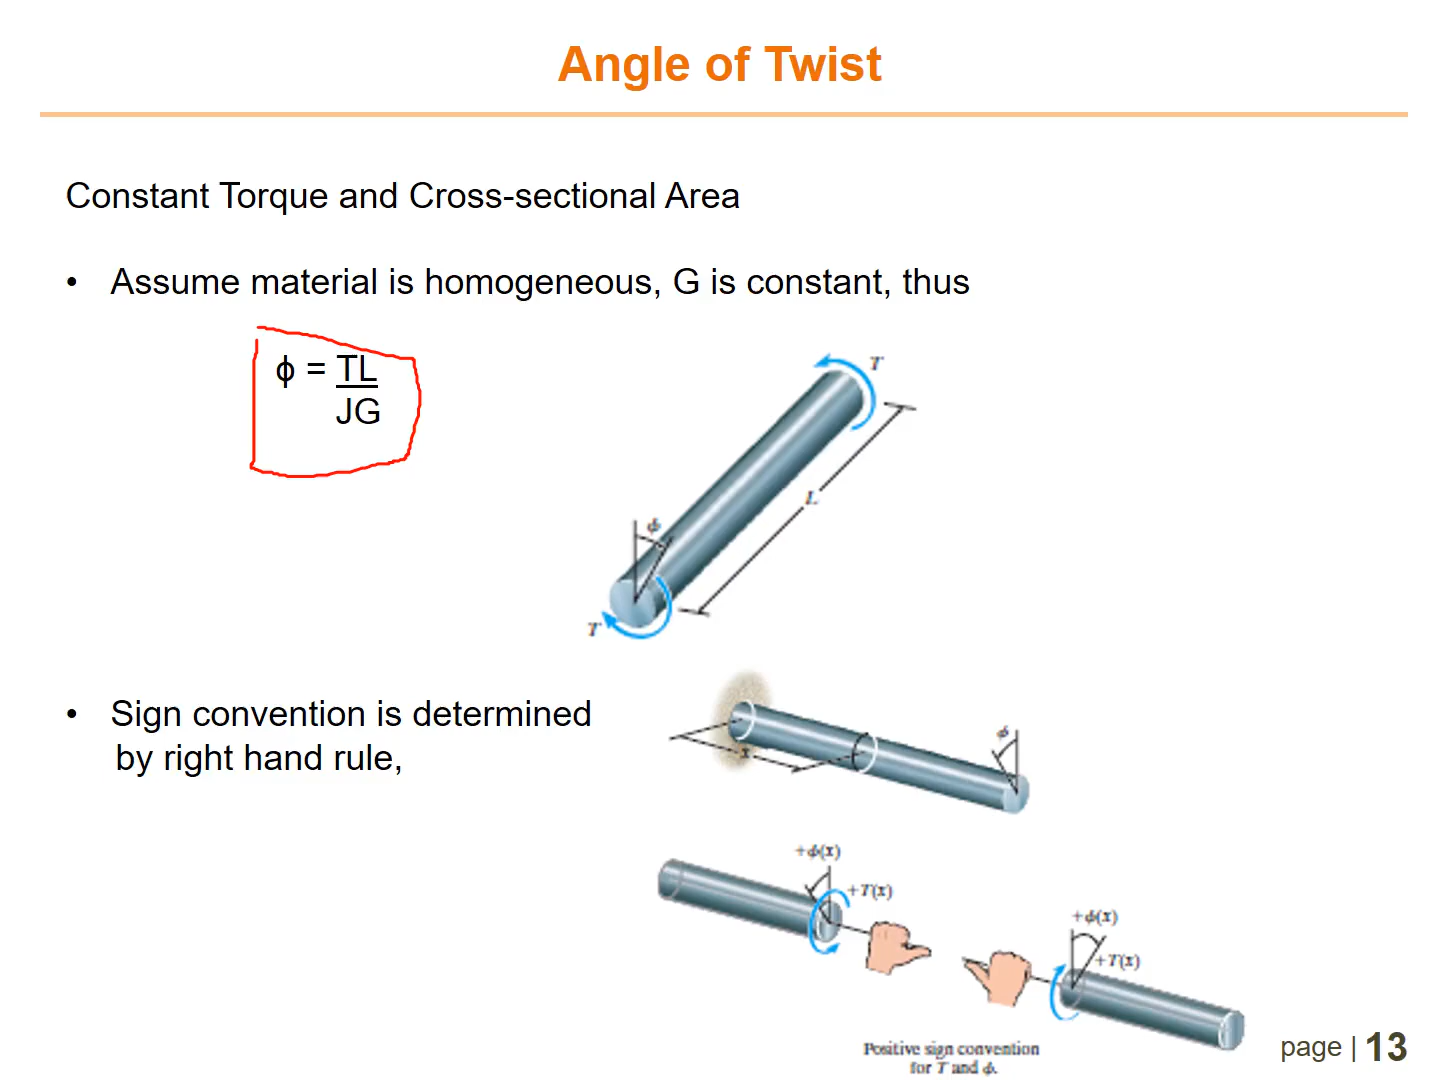 Angle of Twist
Constant Torque and Cross-sectional Area
• Assume material is homogeneous, G is constant, thus
ϕ = TL
JG
T
L
ϕ
T
• Sign convention is determined
by right hand rule,
x
ϕ
+ϕ(x)
+T(x)
+ϕ(x)
+T(x)
Positive sign convention
for T and ϕ.
page | 13